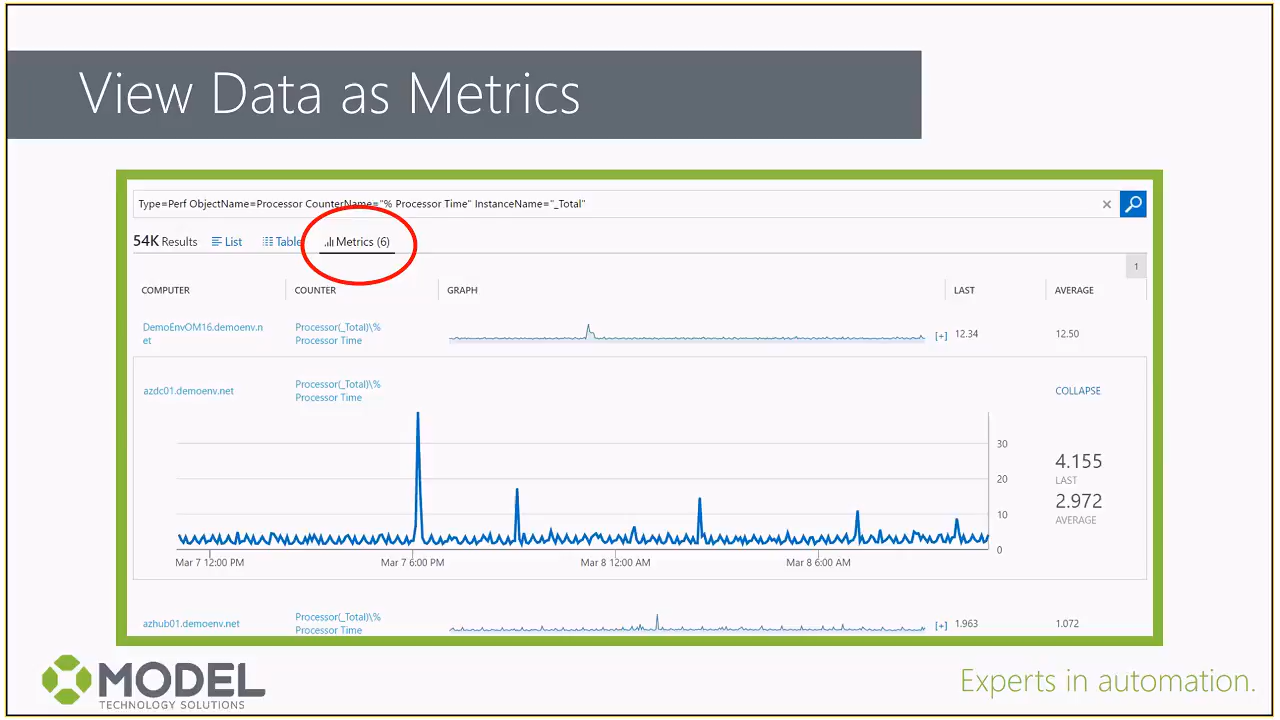 View Data as Metrics
Type=Perf ObjectName=Processor CounterName="% Processor Time" InstanceName="_Total"
54K Results List Table Metrics (6)
1
COMPUTER COUNTER GRAPH LAST AVERAGE
DemoEnvOM16.demoenv.n
et
Processor(_Total)\%
Processor Time
[+] 12.34 12.50
azdc01.demoenv.net
Processor(_Total)\%
Processor Time
COLLAPSE
30
20
10
0
Mar 7 12:00 PM Mar 7 6:00 PM Mar 8 12:00 AM Mar 8 6:00 AM
4.155
LAST
2.972
AVERAGE
azhub01.demoenv.net
Processor(_Total)\%
Processor Time
[+] 1.963 1.072
MODEL
TECHNOLOGY SOLUTIONS
Experts in automation.